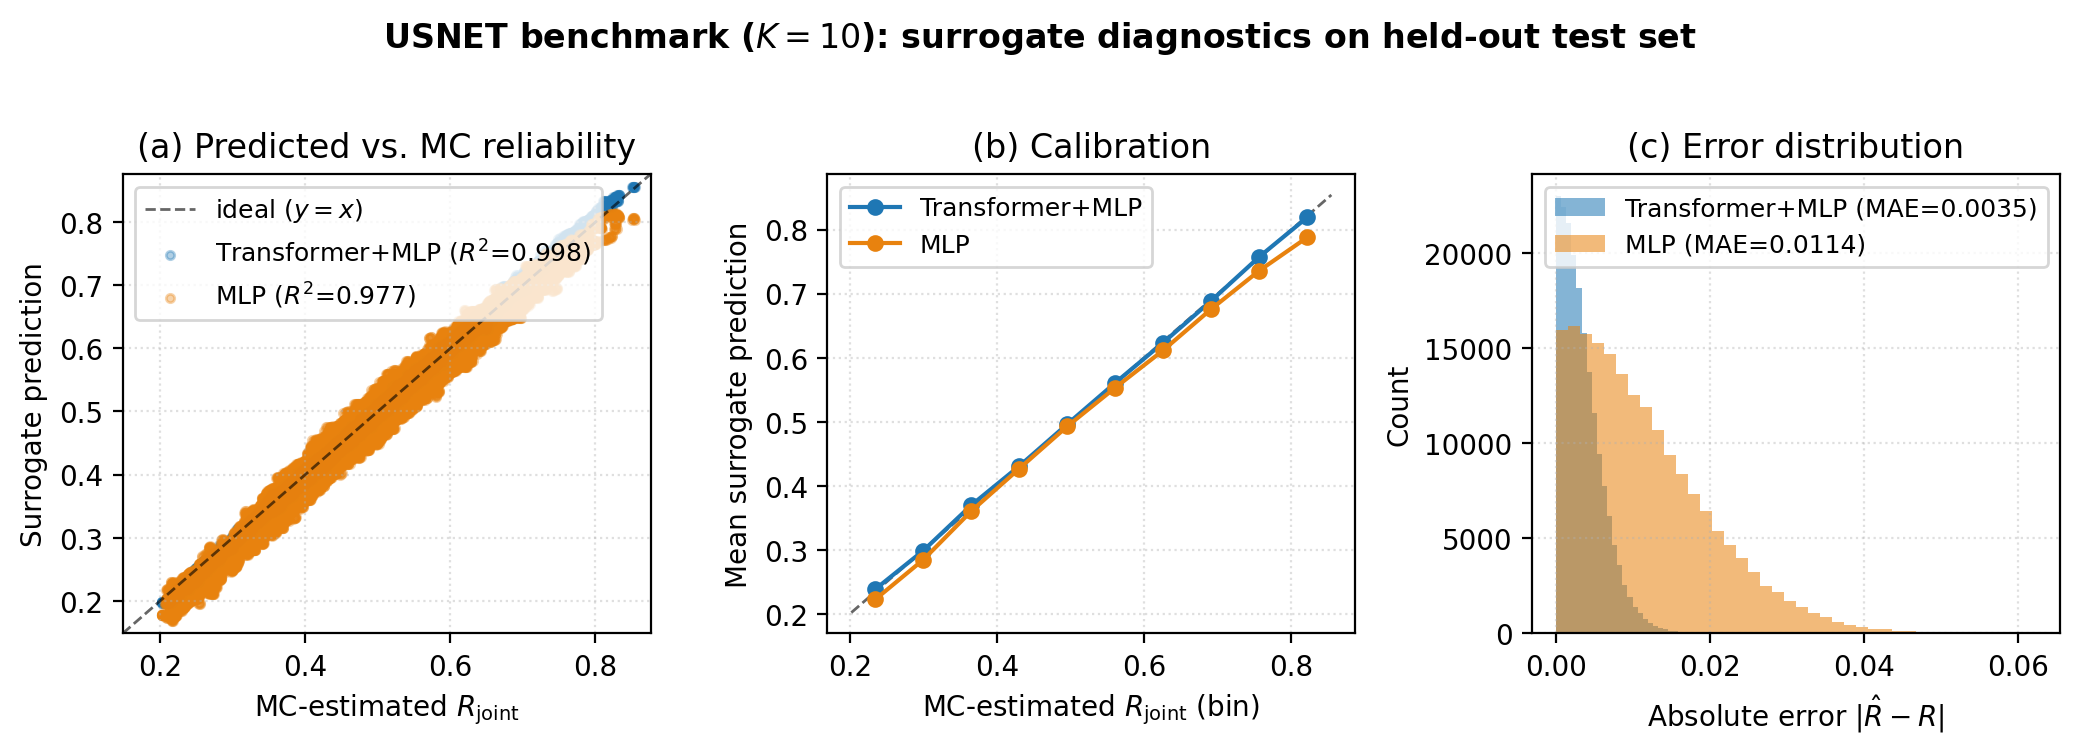 USNET benchmark (K = 10): surrogate diagnostics on held-out test set
(a) Predicted vs. MC reliability
ideal (y = x)
Transformer+MLP (R²=0.998)
MLP (R²=0.977)
Surrogate prediction
0.8
0.7
0.6
0.5
0.4
0.3
0.2
0.2 0.4 0.6 0.8
MC-estimated R_joint
(b) Calibration
Transformer+MLP
MLP
Mean surrogate prediction
0.8
0.7
0.6
0.5
0.4
0.3
0.2
0.2 0.4 0.6 0.8
MC-estimated R_joint (bin)
(c) Error distribution
Transformer+MLP (MAE=0.0035)
MLP (MAE=0.0114)
Count
20000
15000
10000
5000
0
0.00 0.02 0.04 0.06
Absolute error |R̂ − R|